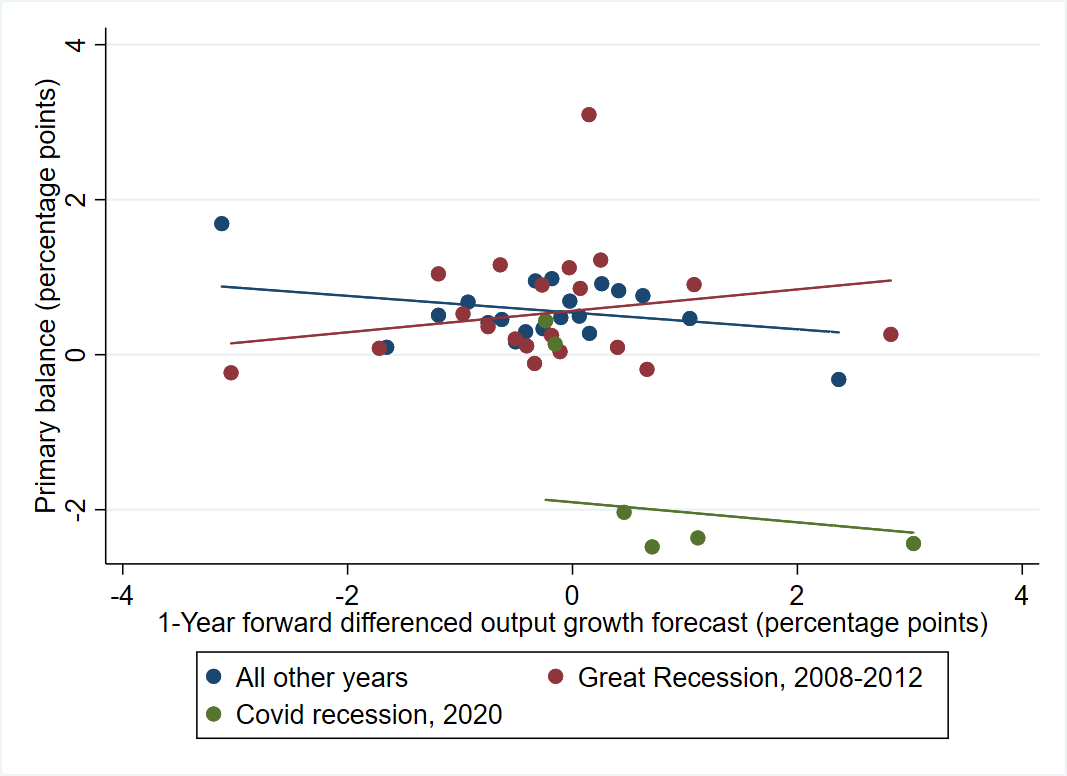 Primary balance (percentage points)
4
2
0
-2
-4
-2
0
2
4
1-Year forward differenced output growth forecast (percentage points)
All other years
Great Recession, 2008-2012
Covid recession, 2020